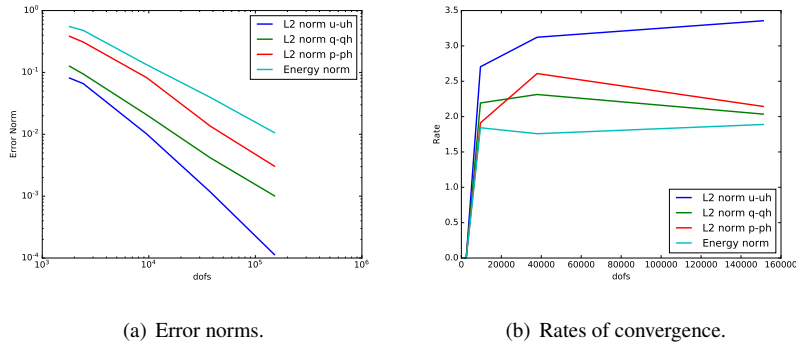 10^0
10^-1
10^-2
10^-3
10^-4
Error Norm
10^3 10^4 10^5 10^6
dofs
L2 norm u-uh
L2 norm q-qh
L2 norm p-ph
Energy norm
(a) Error norms.
3.5
3.0
2.5
2.0
1.5
1.0
0.5
0.0
Rate
0 20000 40000 60000 80000 100000 120000 140000 160000
dofs
L2 norm u-uh
L2 norm q-qh
L2 norm p-ph
Energy norm
(b) Rates of convergence.